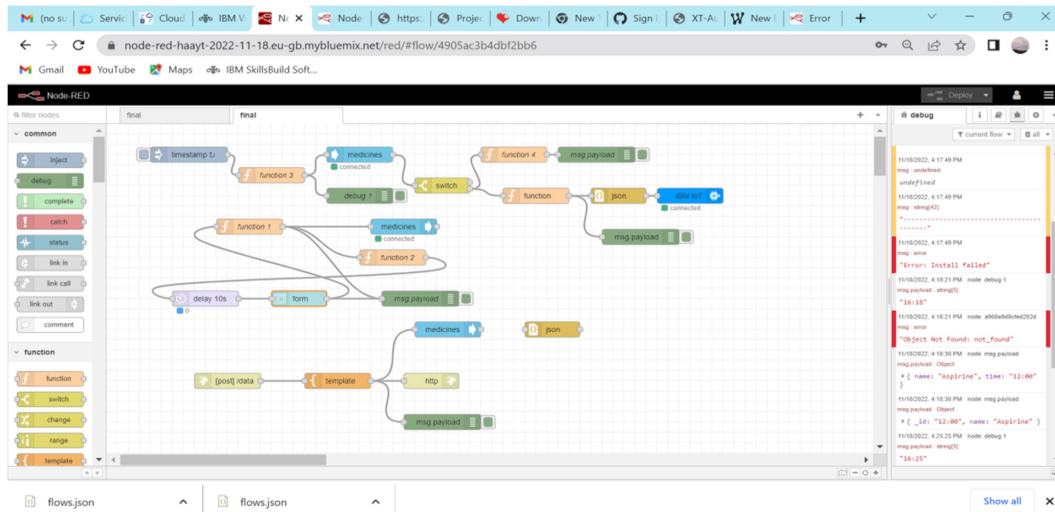 (no su
Servic
Cloud
IBM W
No
Node
https:
Projec
Down
New T
Sign i
XT-AU
New I
Error
node-red-haayt-2022-11-18.eu-gb.mybluemix.net/red/#flow/4905ac3b4dbf2bb6
Gmail
YouTube
Maps
IBM SkillsBuild Soft...
Node-RED
Deploy
filter nodes
final
final
debug
common
current flow
all
inject
debug
complete
catch
status
link in
link call
link out
comment
function
function
switch
change
range
template
timestamp
function 3
medicines
connected
debug 1
switch
function 4
msg.payload
function
json
IBM IoT
connected
msg.payload
function 1
medicines
connected
function 2
delay 10s
0
form
msg.payload
medicines
json
[post] /data
template
http
msg.payload
11/18/2022, 4:17:49 PM
msg : undefined
undefined
11/18/2022, 4:17:49 PM
msg : string[42]
"-----------------------------------
-------"
11/18/2022, 4:17:49 PM
msg : error
"Error: Install failed"
11/18/2022, 4:18:21 PM node: debug 1
msg.payload : string[5]
"16:18"
11/18/2022, 4:18:21 PM
msg : error
"Object Not Found: not_found"
11/18/2022, 4:18:30 PM node: msg.payload
msg.payload : Object
{ name: "Aspirine", time: "12:00"
}
11/18/2022, 4:18:30 PM node: msg.payload
msg.payload : Object
{ _id: "12:00", name: "Aspirine" }
11/18/2022, 4:25:25 PM node: debug 1
msg.payload : string[5]
"16:25"
flows.json
flows.json
Show all